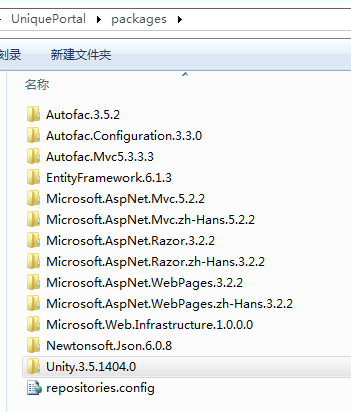 UniquePortal ▸ packages ▸
刻录 新建文件夹
名称
Autofac.3.5.2
Autofac.Configuration.3.3.0
Autofac.Mvc5.3.3.3
EntityFramework.6.1.3
Microsoft.AspNet.Mvc.5.2.2
Microsoft.AspNet.Mvc.zh-Hans.5.2.2
Microsoft.AspNet.Razor.3.2.2
Microsoft.AspNet.Razor.zh-Hans.3.2.2
Microsoft.AspNet.WebPages.3.2.2
Microsoft.AspNet.WebPages.zh-Hans.3.2.2
Microsoft.Web.Infrastructure.1.0.0.0
Newtonsoft.Json.6.0.8
Unity.3.5.1404.0
repositories.config